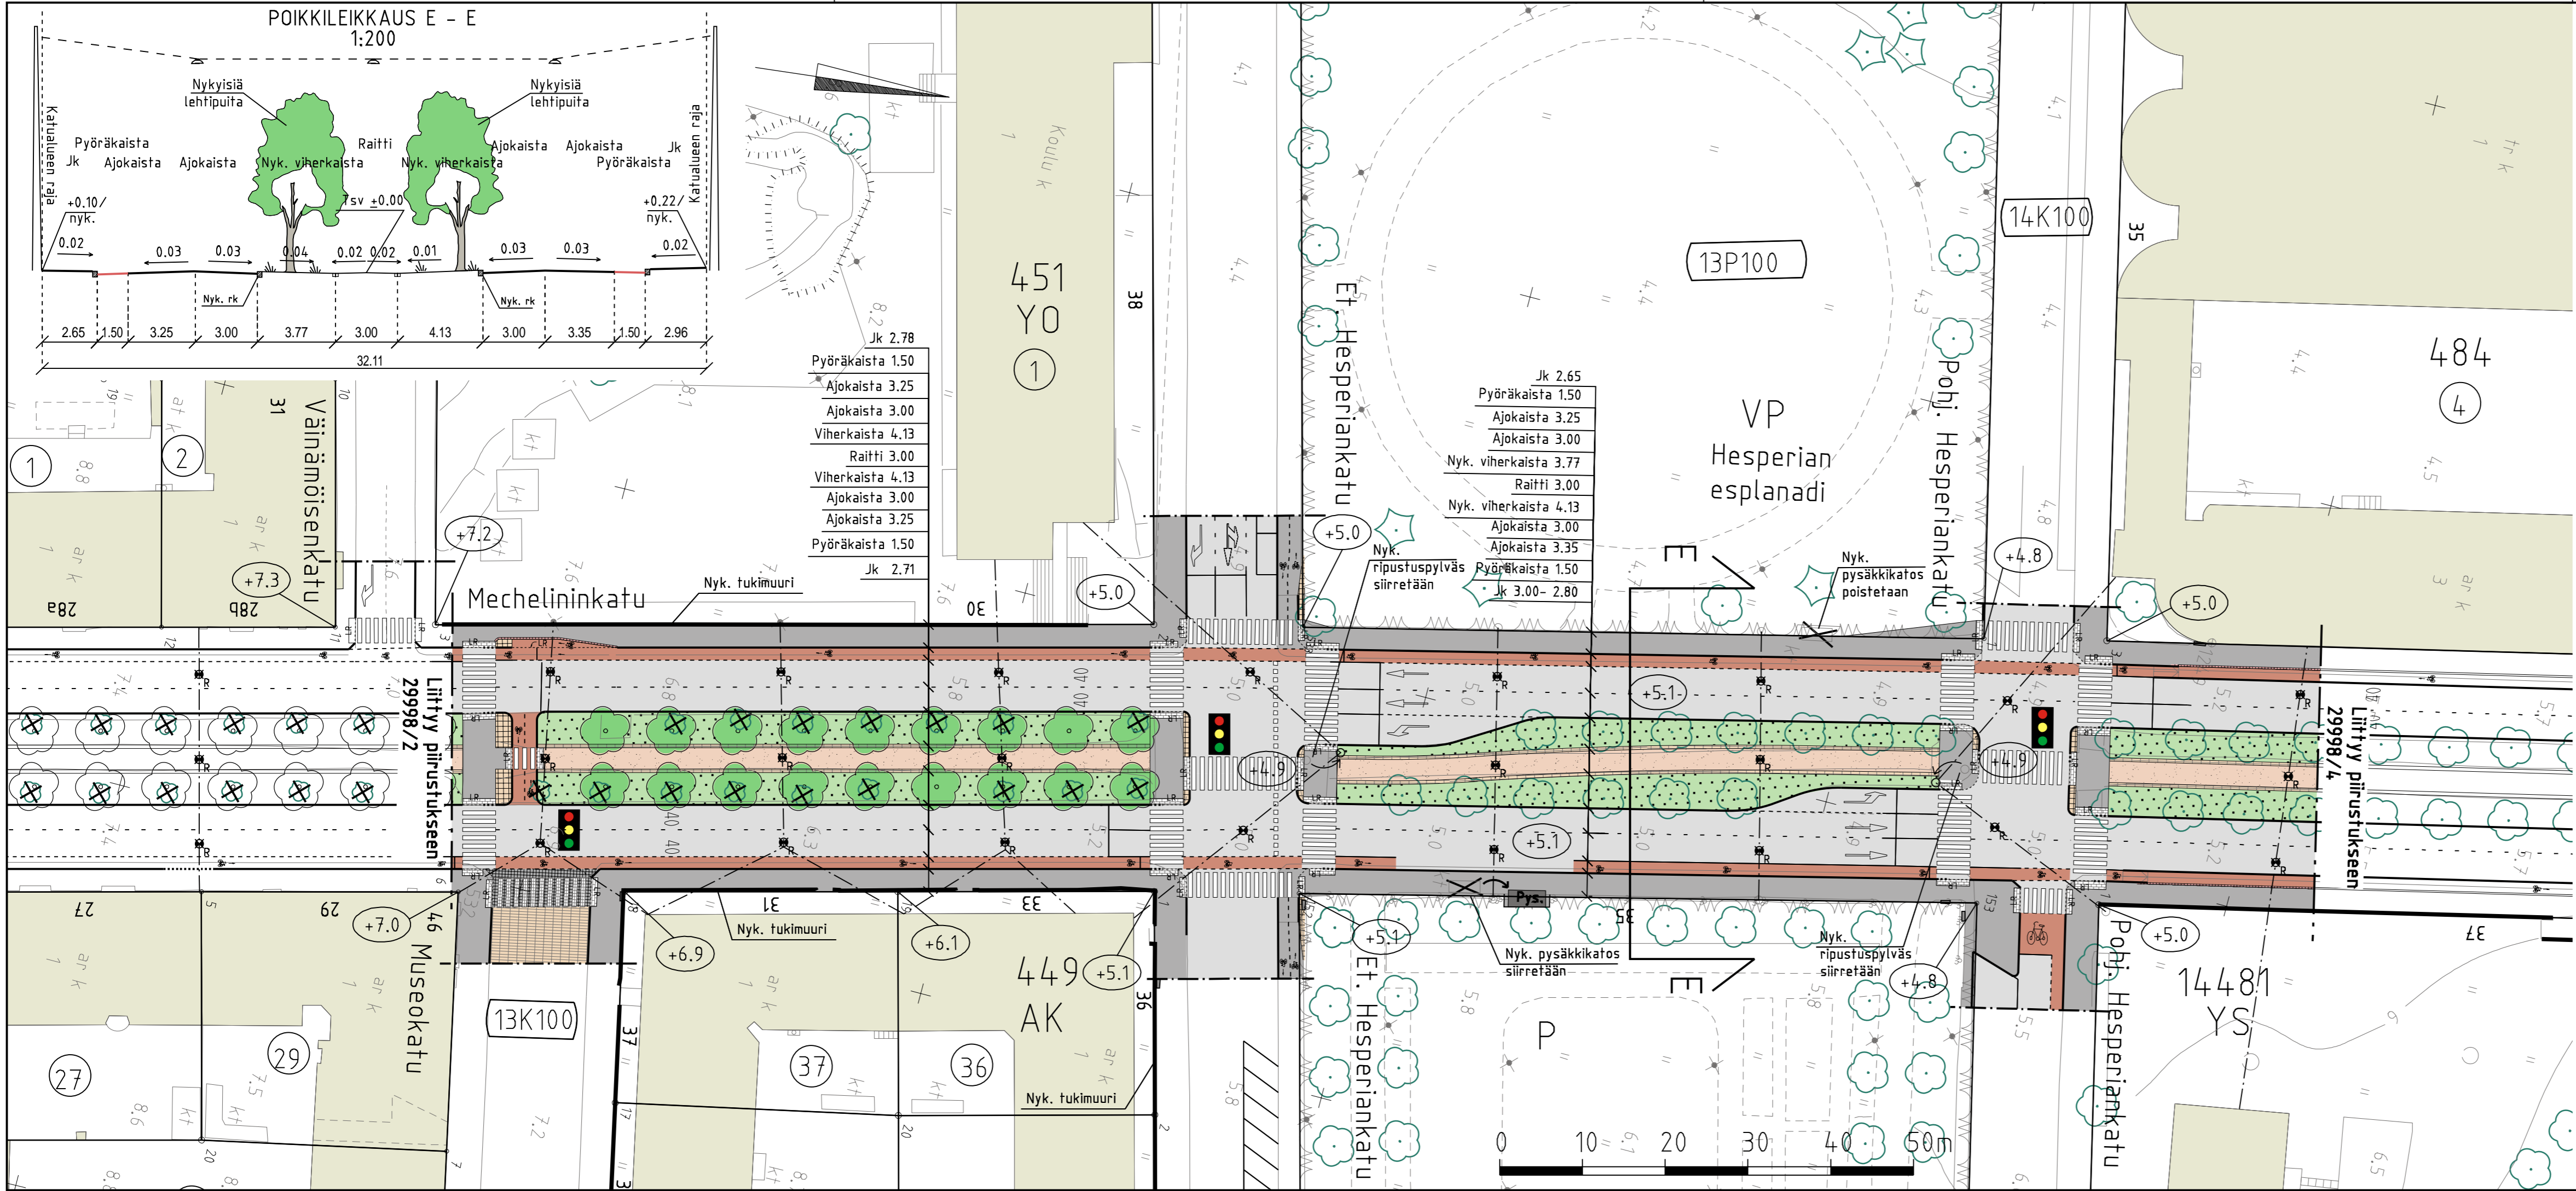 POIKKILEIKKAUS E - E
1:200
Nykyisiä
lehtipuita
Nykyisiä
lehtipuita
Katualueen raja
Katualueen raja
Pyöräkaista
Raitti
Jk
Ajokaista
Ajokaista
Nyk. viherkaista
Nyk. viherkaista
Ajokaista
Ajokaista
Pyöräkaista
Jk
+0.10/
nyk.
Tsv ±0.00
+0.22/
nyk.
0.02
0.03
0.03
0.04
0.02
0.02
0.01
0.03
0.03
0.02
Nyk. rk
Nyk. rk
2.65
1.50
3.25
3.00
3.77
3.00
4.13
3.00
3.35
1.50
2.96
32.11
Jk 2.78
Pyöräkaista 1.50
Ajokaista 3.25
Ajokaista 3.00
Viherkaista 4.13
Raitti 3.00
Viherkaista 4.13
Ajokaista 3.00
Ajokaista 3.25
Pyöräkaista 1.50
Jk 2.71
Jk 2.65
Pyöräkaista 1.50
Ajokaista 3.25
Ajokaista 3.00
Nyk. viherkaista 3.77
Raitti 3.00
Nyk. viherkaista 4.13
Ajokaista 3.00
Ajokaista 3.35
Pyöräkaista 1.50
Jk 3.00- 2.80
451
YO
1
Koulu k
1
38
Et. Hesperiankatu
13P100
14K100
35
VP
Hesperian
esplanadi
Pohj. Hesperiankatu
484
4
1
2
31
Väinämöisenkatu
28a
28b
+7.3
+7.2
Mechelininkatu
Nyk. tukimuuri
30
+5.0
+5.0
Nyk.
ripustuspylväs
siirretään
E
Nyk.
pysäkkikatos
poistetaan
+4.8
+5.0
Liittyy piirustukseen
29998/2
+5.1
+4.9
+4.9
+5.1
Liittyy piirustukseen
29998/4
27
29
+7.0
46
Museokatu
+6.9
31
Nyk. tukimuuri
+6.1
33
449
AK
+5.1
36
+5.1
Et. Hesperiankatu
Pys.
Nyk. pysäkkikatos
siirretään
35
E
Nyk.
ripustuspylväs
siirretään
+4.8
+5.0
Pohj. Hesperiankatu
14481
YS
37
27
29
13K100
37
37
36
Nyk. tukimuuri
P
0 10 20 30 40 50m